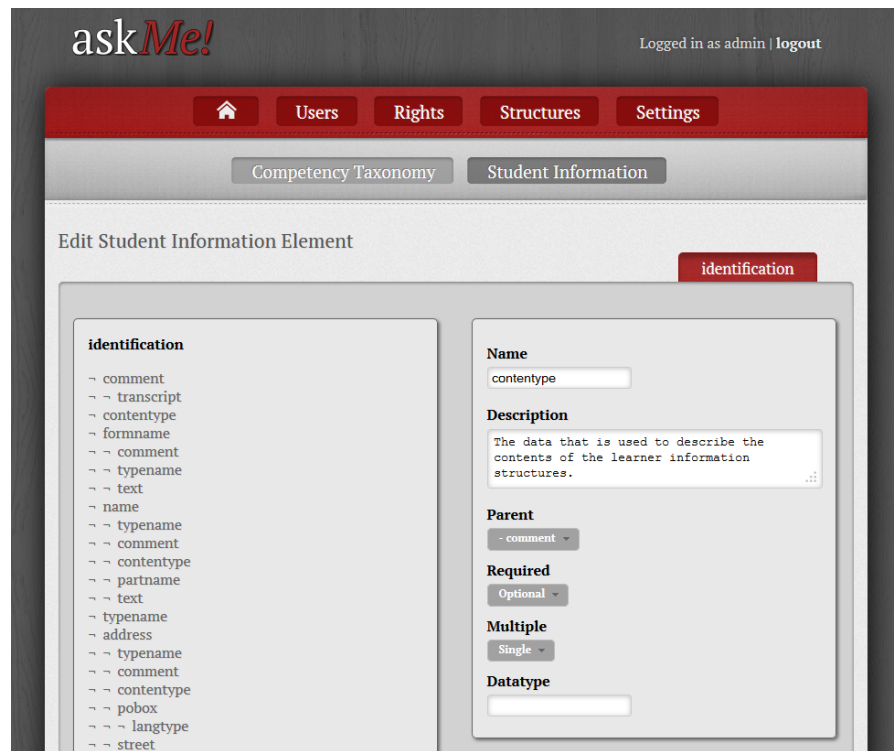 askMe!
Logged in as admin | logout
Users
Rights
Structures
Settings
Competency Taxonomy
Student Information
Edit Student Information Element
identification
identification
¬ comment
¬ ¬ transcript
¬ contentype
¬ formname
¬ ¬ comment
¬ ¬ typename
¬ ¬ text
¬ name
¬ ¬ typename
¬ ¬ comment
¬ ¬ contentype
¬ ¬ partname
¬ ¬ text
¬ typename
¬ address
¬ ¬ typename
¬ ¬ comment
¬ ¬ contentype
¬ ¬ pobox
¬ ¬ ¬ langtype
¬ ¬ street
Name
contentype
Description
The data that is used to describe the
contents of the learner information
structures.
Parent
- comment
Required
Optional
Multiple
Single
Datatype